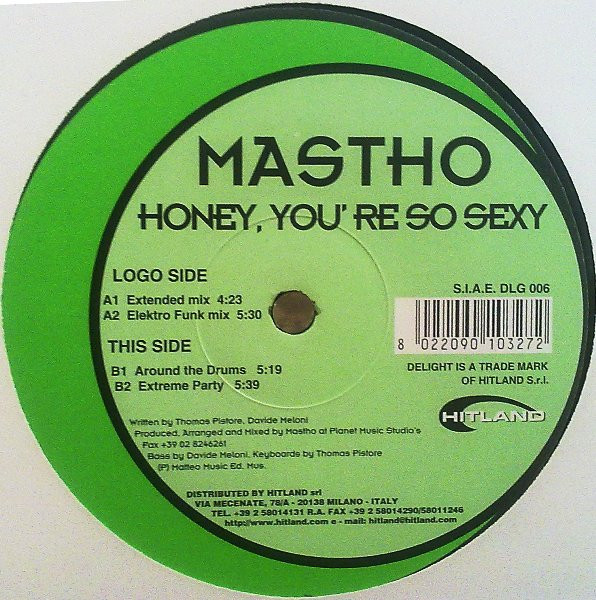 MASTHO
HONEY, YOU' RE SO SEXY
LOGO SIDE
A1 Extended mix 4:23
A2 Elektro Funk mix 5:30
THIS SIDE
B1 Around the Drums 5:19
B2 Extreme Party 5:39
S.I.A.E. DLG 006
8 022090 103272
DELIGHT IS A TRADE MARK
OF HITLAND S.r.l.
HITLAND
Written by Thomas Pistore, Davide Meloni
Produced, Arranged and Mixed by Mastho at Planet Music Studio's
Fax +39 02 8246261
Bass by Davide Meloni, Keyboards by Thomas Pistore
(P) Matteo Music Ed. Mus.
DISTRIBUTED BY HITLAND srl
VIA MECENATE, 78/A - 20138 MILANO - ITALY
TEL. +39 2 58014131 R.A. FAX +39 2 58014290/58011246
http://www.hitland.com e - mail: hitland@hitland.com